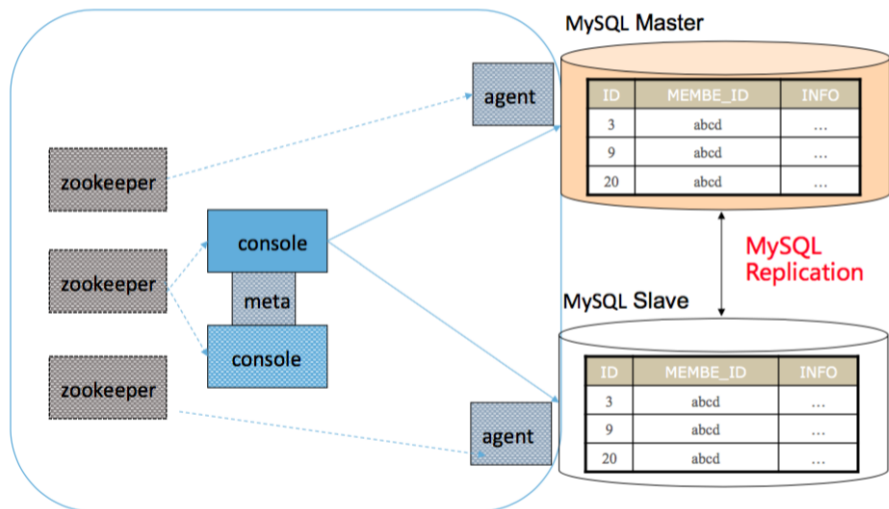 MySQL Master
agent
ID MEMBE_ID INFO
3 abcd ...
9 abcd ...
20 abcd ...
zookeeper
console
zookeeper
meta
MySQL
Replication
MySQL Slave
console
zookeeper
agent
ID MEMBE_ID INFO
3 abcd ...
9 abcd ...
20 abcd ...